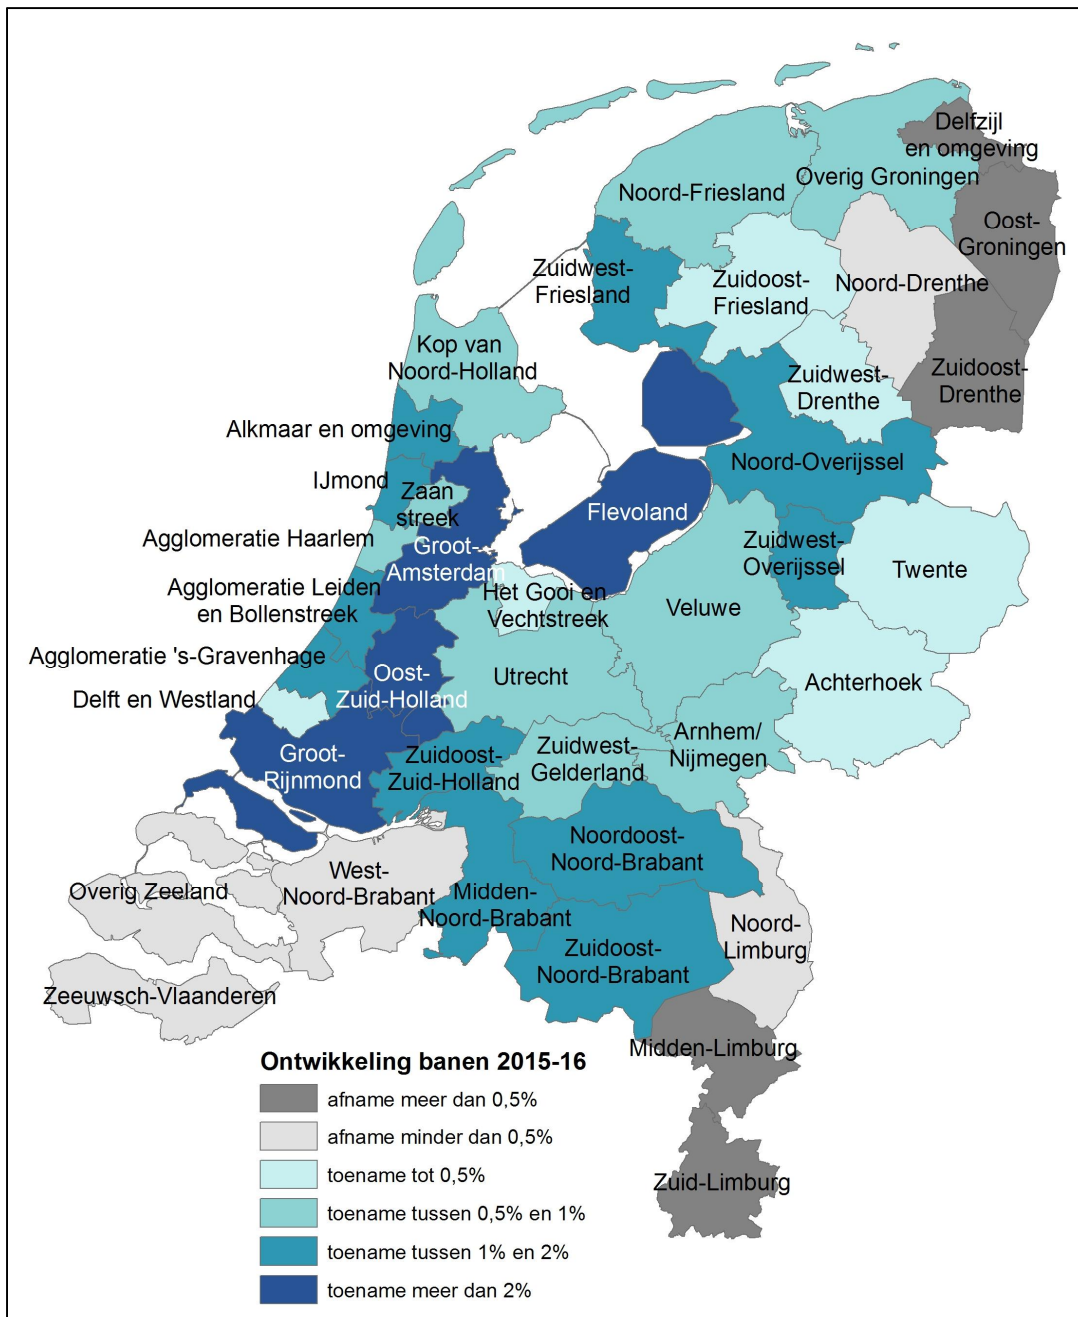 Delfzijl
en omgeving
Overig Groningen
Noord-Friesland
Oost-
Groningen
Zuidwest-
Friesland
Zuidoost-
Friesland
Noord-Drenthe
Kop van
Noord-Holland
Zuidwest-
Drenthe
Zuidoost-
Drenthe
Alkmaar en omgeving
Noord-Overijssel
IJmond
Zaan
streek
Flevoland
Agglomeratie Haarlem
Groot-
Amsterdam
Zuidwest-
Overijssel
Twente
Agglomeratie Leiden
en Bollenstreek
Het Gooi en
Vechtstreek
Veluwe
Agglomeratie 's-Gravenhage
Oost-
Zuid-Holland
Utrecht
Achterhoek
Delft en Westland
Groot-
Rijnmond
Zuidoost-
Zuid-Holland
Zuidwest-
Gelderland
Arnhem/
Nijmegen
Noordoost-
Noord-Brabant
West-
Noord-Brabant
Overig Zeeland
Midden-
Noord-Brabant
Noord-
Limburg
Zuidoost-
Noord-Brabant
Zeeuwsch-Vlaanderen
Midden-Limburg
Zuid-Limburg
Ontwikkeling banen 2015-16
afname meer dan 0,5%
afname minder dan 0,5%
toename tot 0,5%
toename tussen 0,5% en 1%
toename tussen 1% en 2%
toename meer dan 2%